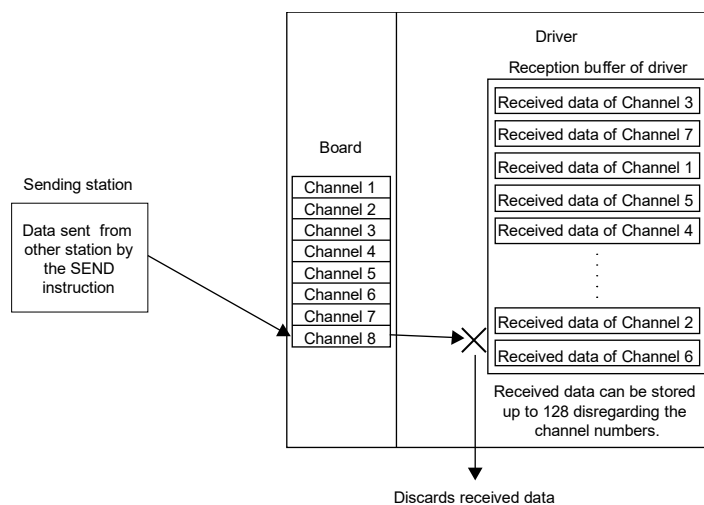 Driver
Reception buffer of driver
Received data of Channel 3
Received data of Channel 7
Received data of Channel 1
Received data of Channel 5
Received data of Channel 4
Received data of Channel 2
Received data of Channel 6
Received data can be stored
up to 128 disregarding the
channel numbers.
Board
Channel 1
Channel 2
Channel 3
Channel 4
Channel 5
Channel 6
Channel 7
Channel 8
Sending station
Data sent from
other station by
the SEND
instruction
Discards received data